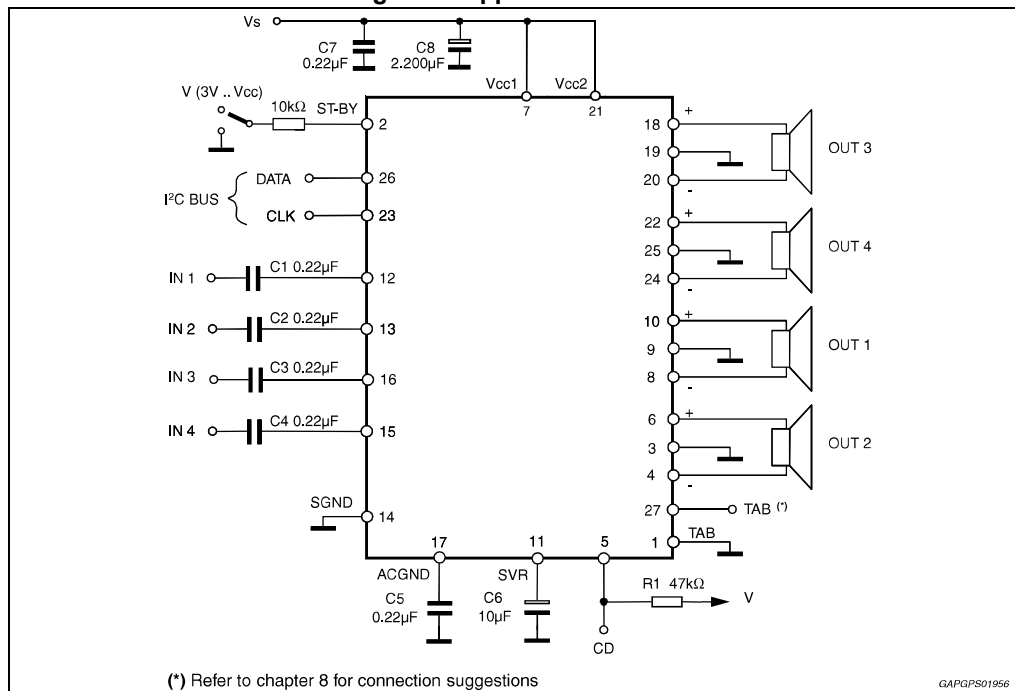 Vs
C7
0.22µF
C8
2.200µF
Vcc1
Vcc2
7
21
V (3V .. Vcc)
10kΩ
ST-BY
2
I²C BUS
DATA
26
CLK
23
IN 1
C1 0.22µF
12
IN 2
C2 0.22µF
13
IN 3
C3 0.22µF
16
IN 4
C4 0.22µF
15
SGND
14
18
+
19
20
-
OUT 3
22
+
25
24
-
OUT 4
10
+
9
8
-
OUT 1
6
+
3
4
-
OUT 2
27
TAB (*)
1
TAB
17
11
5
ACGND
SVR
C5
0.22µF
C6
10µF
R1 47kΩ
V
CD
(*) Refer to chapter 8 for connection suggestions
GAPGPS01956